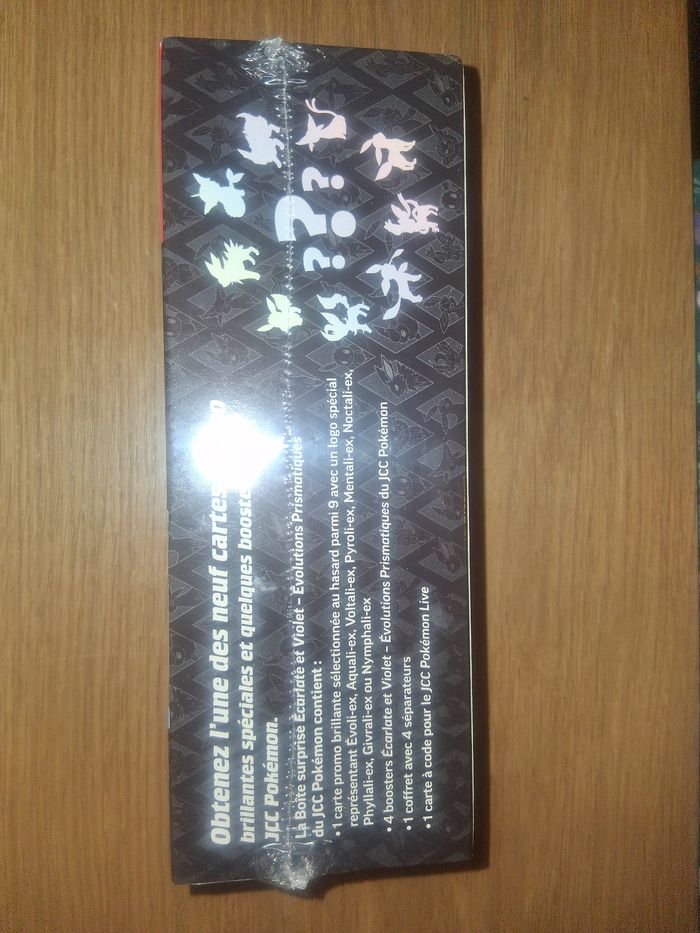 Obtenez l'une des neuf cartes
brillantes spéciales et quelques
JCC Pokémon.
La Boîte surprise Écarlate et Violet – Évolutions Prismatiques
du JCC Pokémon contient :
• 1 carte promo brillante sélectionnée au hasard parmi 9 avec un logo spécial
représentant Évoli-ex, Aquali-ex, Voltali-ex, Pyroli-ex, Mentali-ex, Noctali-ex,
Phyllali-ex, Givrali-ex ou Nymphali-ex
• 4 boosters Écarlate et Violet – Évolutions Prismatiques du JCC Pokémon
• 1 coffret avec 4 séparateurs
• 1 carte à code pour le JCC Pokémon Live
? ? ?